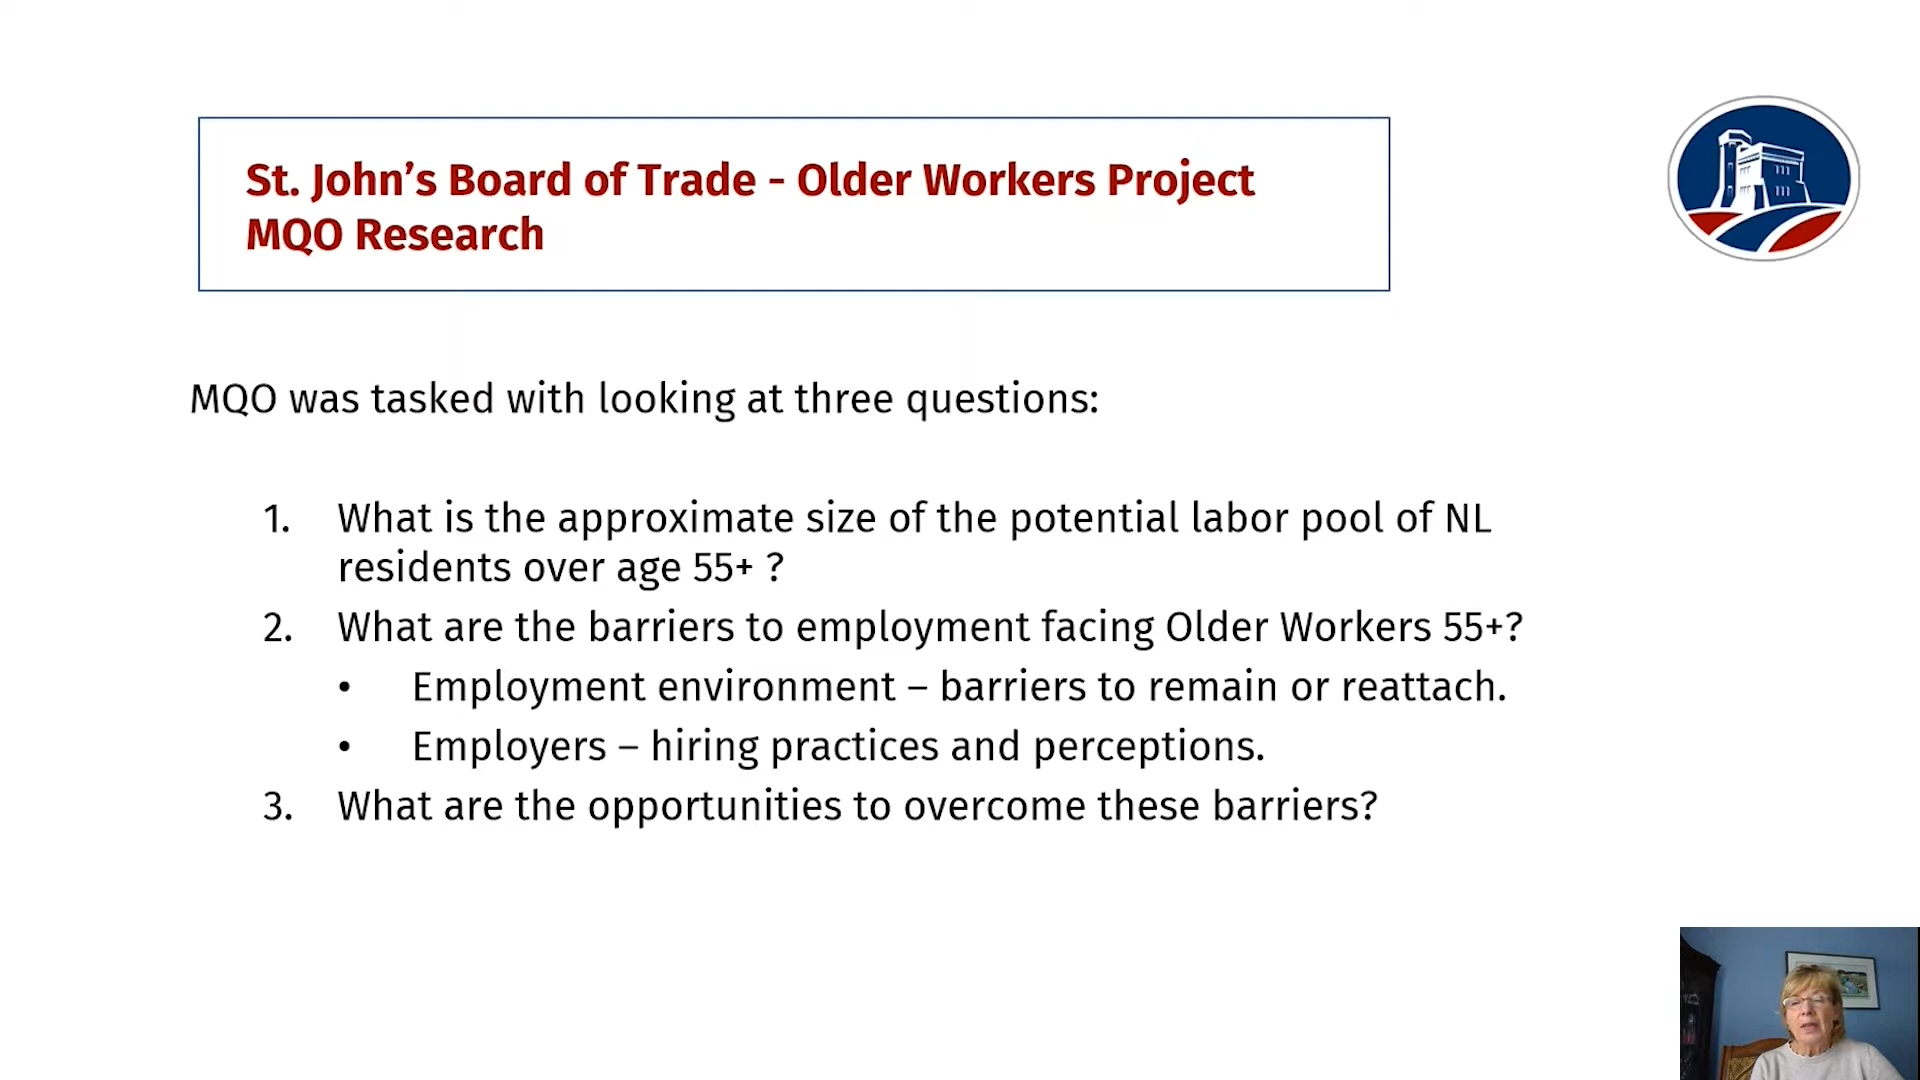 St. John’s Board of Trade - Older Workers Project
MQO Research
MQO was tasked with looking at three questions:
1. What is the approximate size of the potential labor pool of NL
residents over age 55+ ?
2. What are the barriers to employment facing Older Workers 55+?
• Employment environment – barriers to remain or reattach.
• Employers – hiring practices and perceptions.
3. What are the opportunities to overcome these barriers?